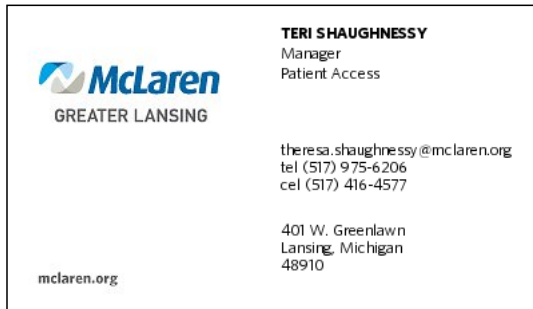 McLaren
GREATER LANSING
mclaren.org
TERI SHAUGHNESSY
Manager
Patient Access
theresa.shaughnessy@mclaren.org
tel (517) 975-6206
cel (517) 416-4577
401 W. Greenlawn
Lansing, Michigan
48910